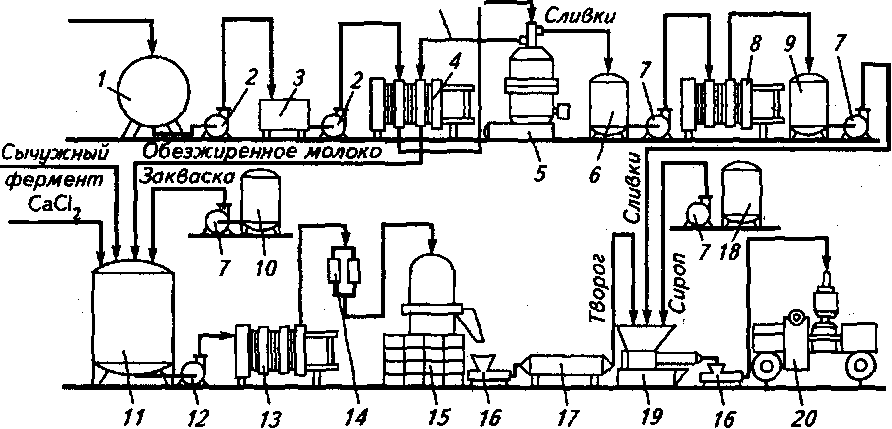 Сливки
1
2
3
2
4
5
6
7
8
9
7
Сычужный
фермент
CaCl2
Обезжиренное молоко
Закваска
7
10
Сливки
7
18
Творог
Сироп
11
12
13
14
15
16
17
19
16
20